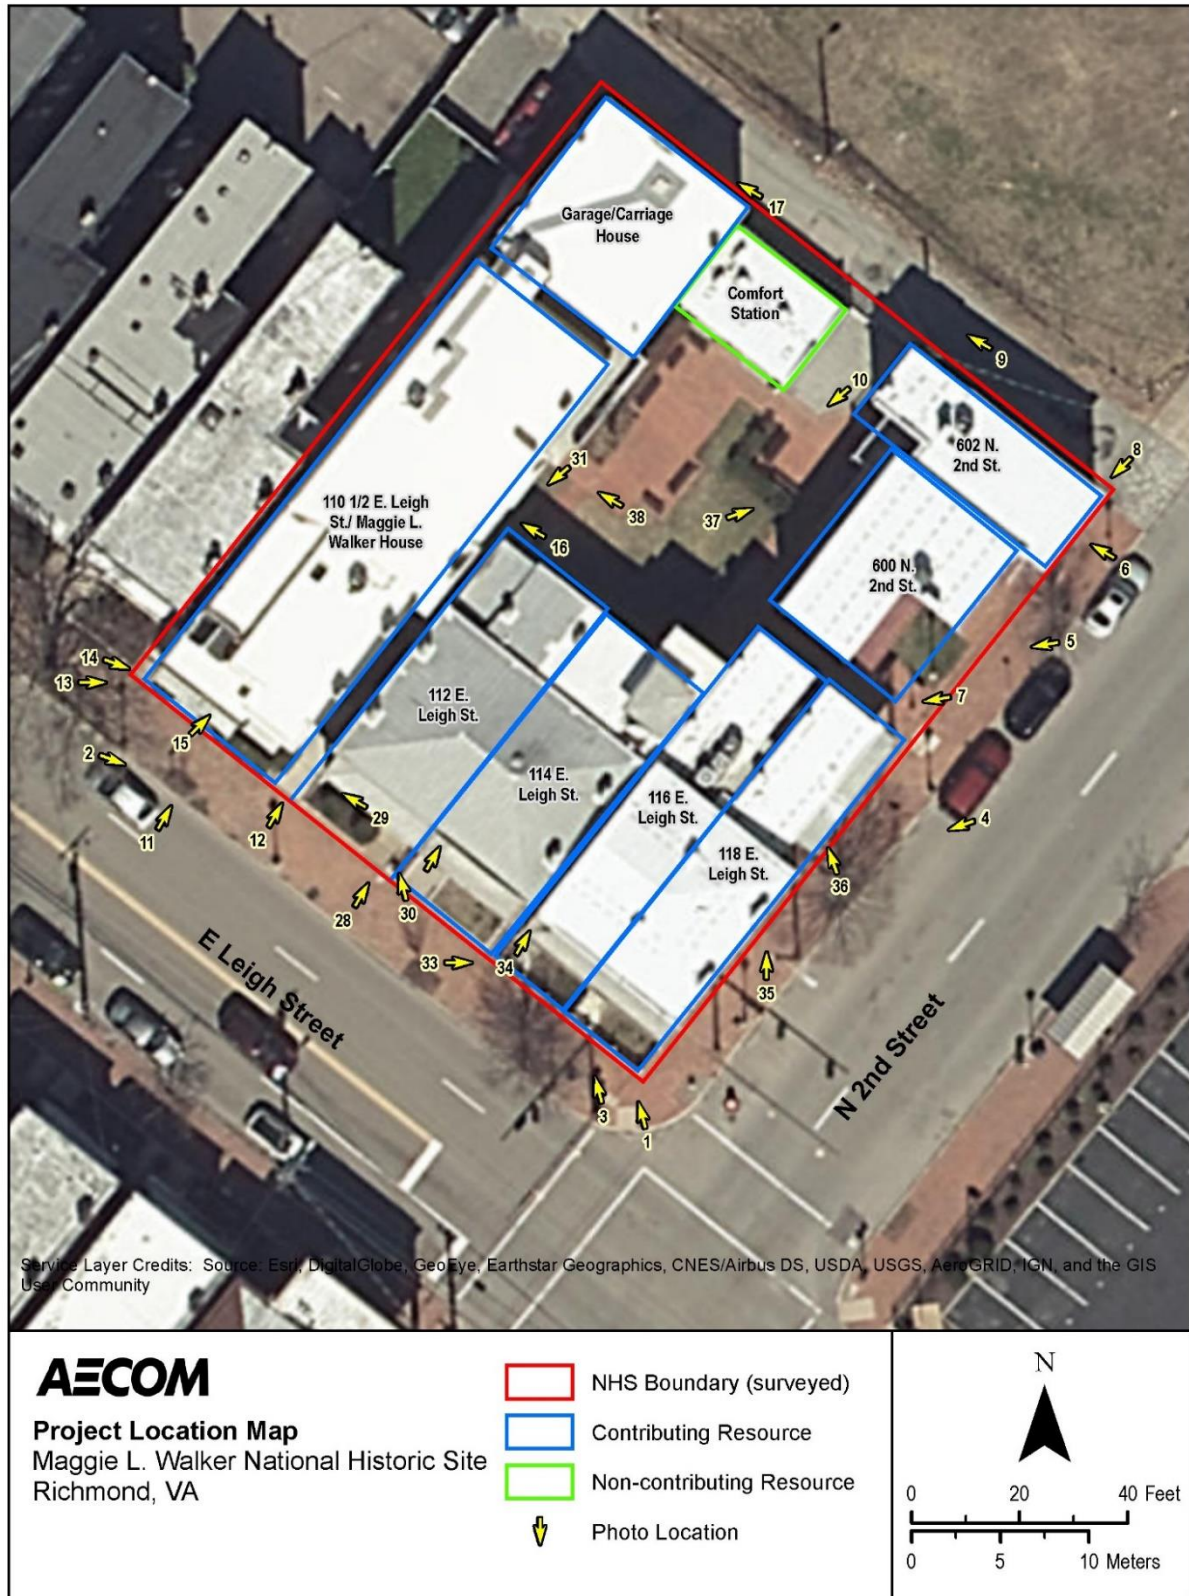 17
Garage/Carriage
House
Comfort
Station
9
10
602 N.
2nd St.
8
31
110 1/2 E. Leigh
St./ Maggie L.
Walker House
38
37
16
600 N.
2nd St.
6
5
14
13
112 E.
Leigh St.
7
2
15
114 E.
Leigh St.
116 E.
Leigh St.
4
11
12
29
118 E.
Leigh St.
36
28
30
33
34
35
E Leigh Street
N 2nd Street
3
1
Service Layer Credits: Source: Esri, DigitalGlobe, GeoEye, Earthstar Geographics, CNES/Airbus DS, USDA, USGS, AeroGRID, IGN, and the GIS
User Community
AECOM
Project Location Map
Maggie L. Walker National Historic Site
Richmond, VA
NHS Boundary (surveyed)
Contributing Resource
Non-contributing Resource
Photo Location
N
0 20 40 Feet
0 5 10 Meters